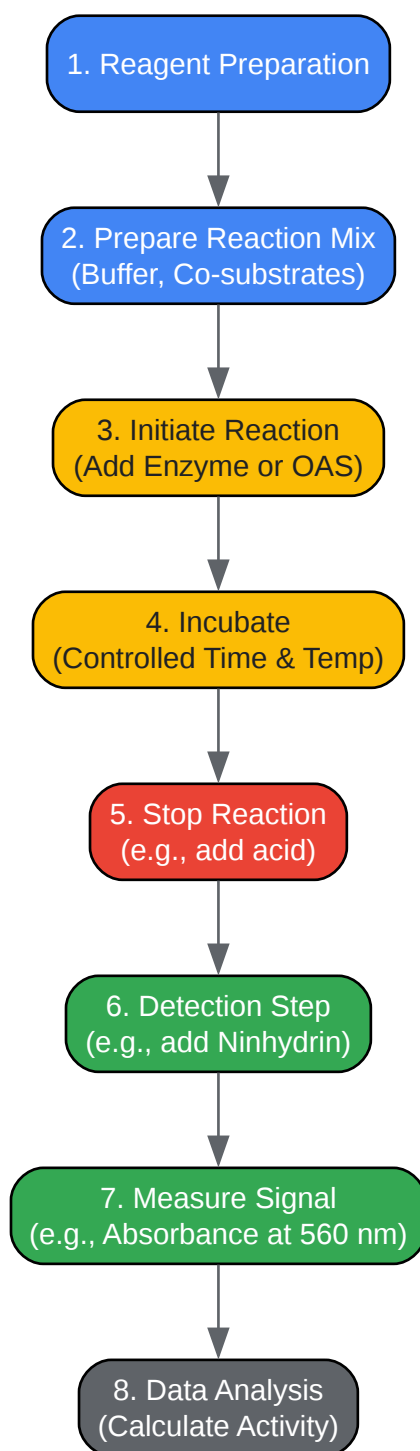 1. Reagent Preparation
2. Prepare Reaction Mix
(Buffer, Co-substrates)
3. Initiate Reaction
(Add Enzyme or OAS)
4. Incubate
(Controlled Time & Temp)
5. Stop Reaction
(e.g., add acid)
6. Detection Step
(e.g., add Ninhydrin)
7. Measure Signal
(e.g., Absorbance at 560 nm)
8. Data Analysis
(Calculate Activity)